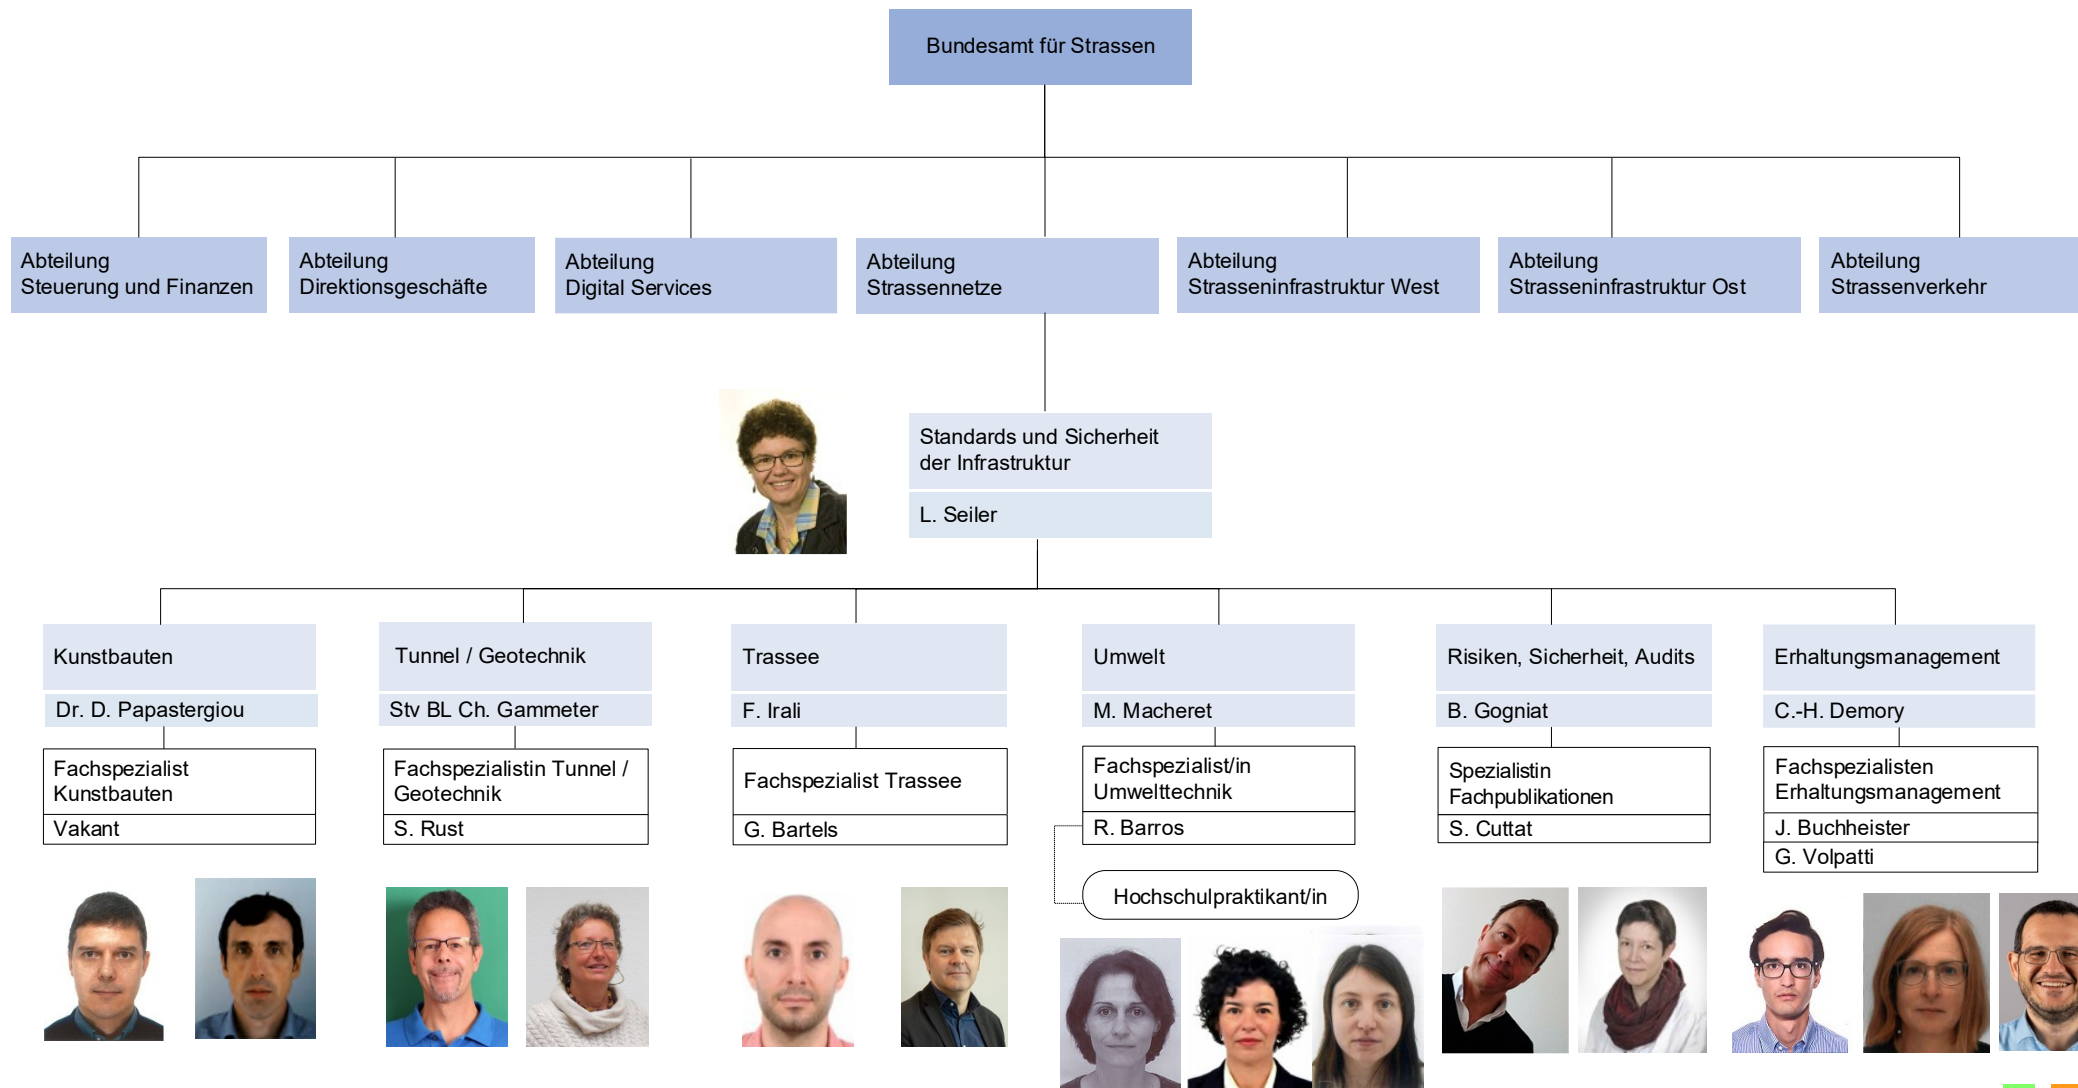 Bundesamt für Strassen
Abteilung
Steuerung und Finanzen
Abteilung
Direktionsgeschäfte
Abteilung
Digital Services
Abteilung
Strassennetze
Abteilung
Strasseninfrastruktur West
Abteilung
Strasseninfrastruktur Ost
Abteilung
Strassenverkehr
Standards und Sicherheit
der Infrastruktur
L. Seiler
Kunstbauten
Dr. D. Papastergiou
Fachspezialist
Kunstbauten
Vakant
Tunnel / Geotechnik
Stv BL Ch. Gammeter
Fachspezialistin Tunnel /
Geotechnik
S. Rust
Trassee
F. Irali
Fachspezialist Trassee
G. Bartels
Umwelt
M. Macheret
Fachspezialist/in
Umwelttechnik
R. Barros
Hochschulpraktikant/in
Risiken, Sicherheit, Audits
B. Gogniat
Spezialistin
Fachpublikationen
S. Cuttat
Erhaltungsmanagement
C.-H. Demory
Fachspezialisten
Erhaltungsmanagement
J. Buchheister
G. Volpatti